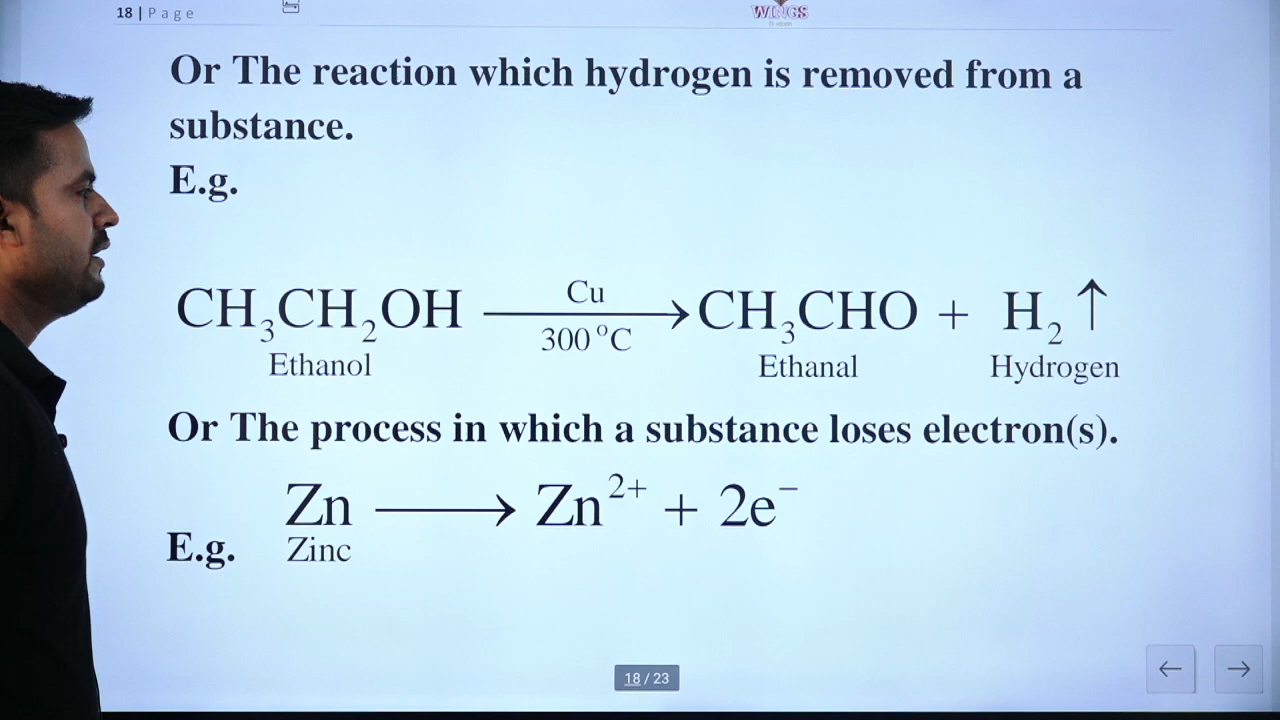 18 | Page
WINGS
Or The reaction which hydrogen is removed from a
substance.
E.g.
CH₃CH₂OH —Cu / 300 °C→ CH₃CHO + H₂ ↑
Ethanol Ethanal Hydrogen
Or The process in which a substance loses electron(s).
Zn ⟶ Zn²⁺ + 2e⁻
E.g. Zinc
18 / 23
← →